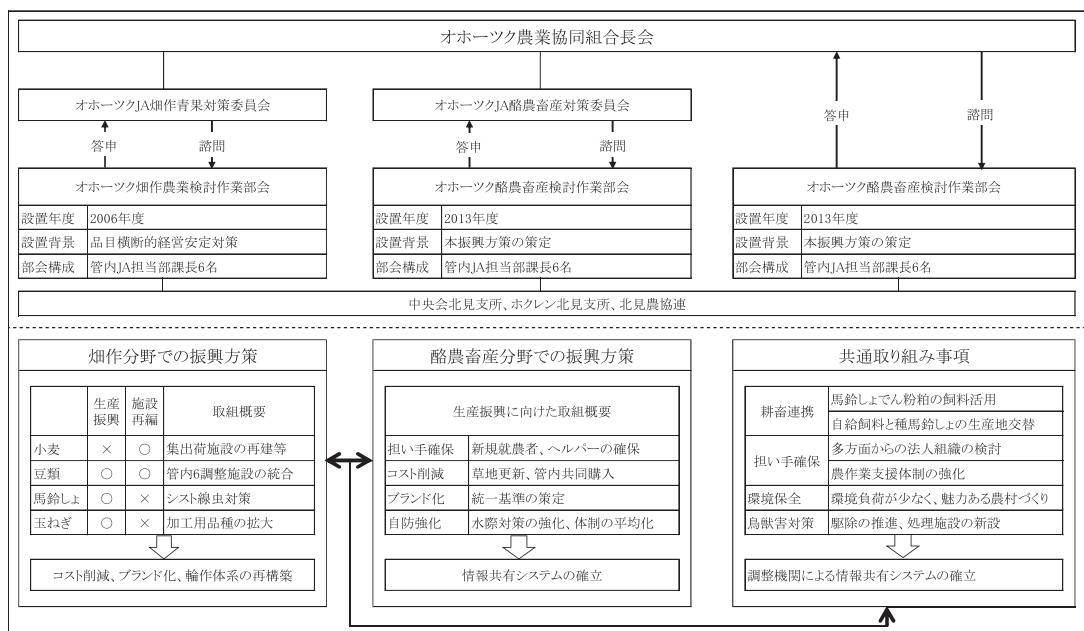 オホーツク農業協同組合長会
オホーツクJA畑作青果対策委員会
オホーツクJA酪農畜産対策委員会
答申
諮問
答申
諮問
答申
諮問
オホーツク畑作農業検討作業部会
設置年度 2006年度
設置背景 品目横断的経営安定対策
部会構成 管内JA担当部課長6名
オホーツク酪農畜産検討作業部会
設置年度 2013年度
設置背景 本振興方策の策定
部会構成 管内JA担当部課長6名
オホーツク酪農畜産検討作業部会
設置年度 2013年度
設置背景 本振興方策の策定
部会構成 管内JA担当部課長6名
中央会北見支所、ホクレン北見支所、北見農協連
畑作分野での振興方策
生産振興 施設再編 取組概要
小麦 × ○ 集出荷施設の再建等
豆類 ○ ○ 管内6調整施設の統合
馬鈴しょ ○ × シスト線虫対策
玉ねぎ ○ × 加工用品種の拡大
コスト削減、ブランド化、輪作体系の再構築
酪農畜産分野での振興方策
生産振興に向けた取組概要
担い手確保 新規就農者、ヘルパーの確保
コスト削減 草地更新、管内共同購入
ブランド化 統一基準の策定
自防強化 水際対策の強化、体制の平均化
情報共有システムの確立
共通取り組み事項
耕畜連携 馬鈴しょでん粉粕の飼料活用
自給飼料と種馬鈴しょの生産地交替
担い手確保 多方面からの法人組織の検討
農作業支援体制の強化
環境保全 環境負荷が少なく、魅力ある農村づくり
鳥獣害対策 駆除の推進、処理施設の新設
調整機関による情報共有システムの確立